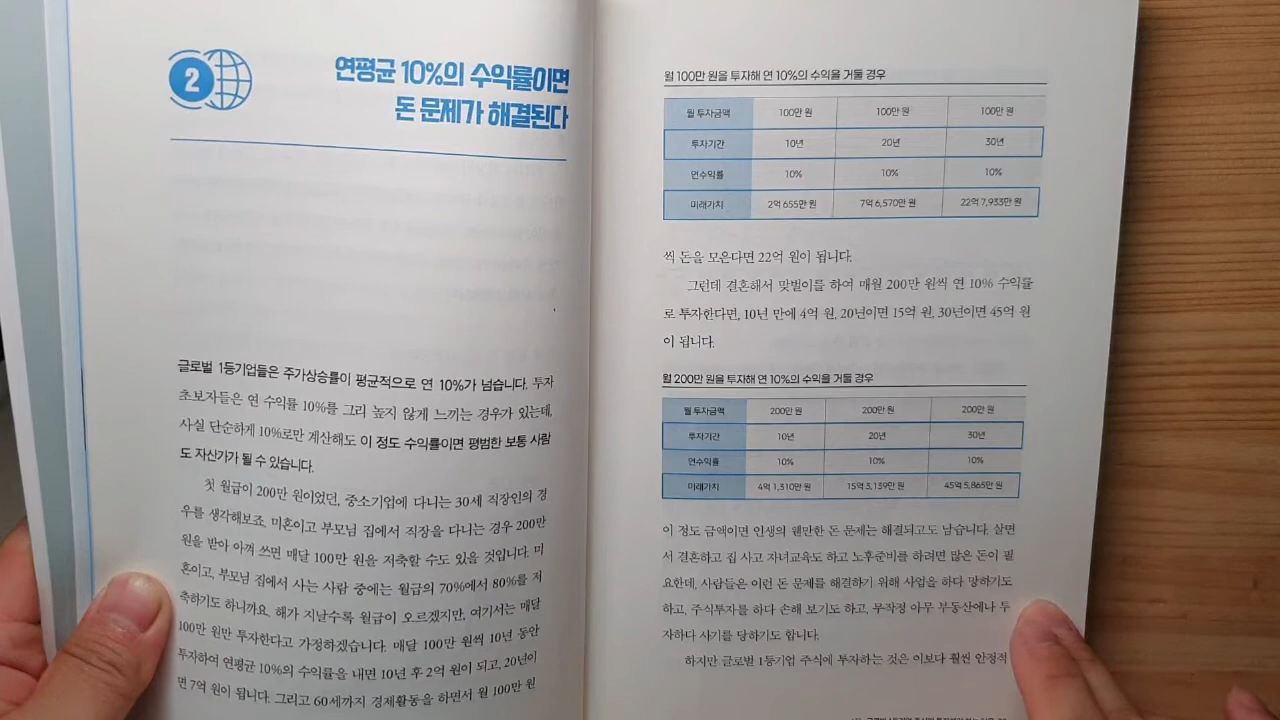 2
연평균 10%의 수익률이면
돈 문제가 해결된다
글로벌 1등기업들은 주가상승률이 평균적으로 연 10%가 넘습니다. 투자
초보자들은 연 수익률 10%를 그리 높지 않게 느끼는 경우가 있는데,
사실 단순하게 10%로만 계산해도 이 정도 수익률이면 평범한 보통 사람
도 자산가가 될 수 있습니다.
첫 월급이 200만 원이었던, 중소기업에 다니는 30세 직장인의 경
우를 생각해보죠. 미혼이고 부모님 집에서 직장을 다니는 경우 200만
원을 받아 아껴 쓰면 매달 100만 원을 저축할 수도 있을 것입니다. 미
혼이고, 부모님 집에서 사는 사람 중에는 월급의 70%에서 80%를 저
축하기도 하니까요. 해가 지날수록 월급이 오르겠지만, 여기서는 매달
100만 원만 투자한다고 가정하겠습니다. 매달 100만 원씩 10년 동안
투자하여 연평균 10%의 수익률을 내면 10년 후 2억 원이 되고, 20년이
면 7억 원이 됩니다. 그리고 60세까지 경제활동을 하면서 월 100만 원
월 100만 원을 투자해 연 10%의 수익을 거둘 경우
월 투자금액 100만 원 100만 원 100만 원
투자기간 10년 20년 30년
연수익률 10% 10% 10%
미래가치 2억 655만 원 7억 6,570만 원 22억 7,933만 원
씩 돈을 모은다면 22억 원이 됩니다.
그런데 결혼해서 맞벌이를 하여 매월 200만 원씩 연 10% 수익률
로 투자한다면, 10년 만에 4억 원, 20년이면 15억 원, 30년이면 45억 원
이 됩니다.
월 200만 원을 투자해 연 10%의 수익을 거둘 경우
월 투자금액 200만 원 200만 원 200만 원
투자기간 10년 20년 30년
연수익률 10% 10% 10%
미래가치 4억 1,310만 원 15억 3,139만 원 45억 5,865만 원
이 정도 금액이면 인생의 웬만한 돈 문제는 해결되고도 남습니다. 살면
서 결혼하고 집 사고 자녀교육도 하고 노후준비를 하려면 많은 돈이 필
요한데, 사람들은 이런 돈 문제를 해결하기 위해 사업을 하다 망하기도
하고, 주식투자를 하다 손해 보기도 하고, 무작정 아무 부동산에나 투
자하다 사기를 당하기도 합니다.
하지만 글로벌 1등기업 주식에 투자하는 것은 이보다 훨씬 안정적